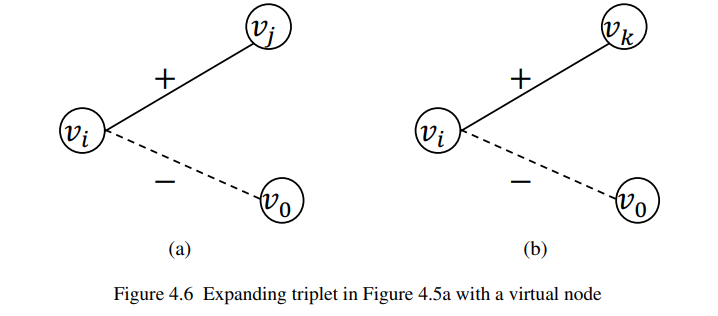 v_j v_k
+ +
v_i v_i
− −
v_0 v_0
(a) (b)
Figure 4.6 Expanding triplet in Figure 4.5a with a virtual node